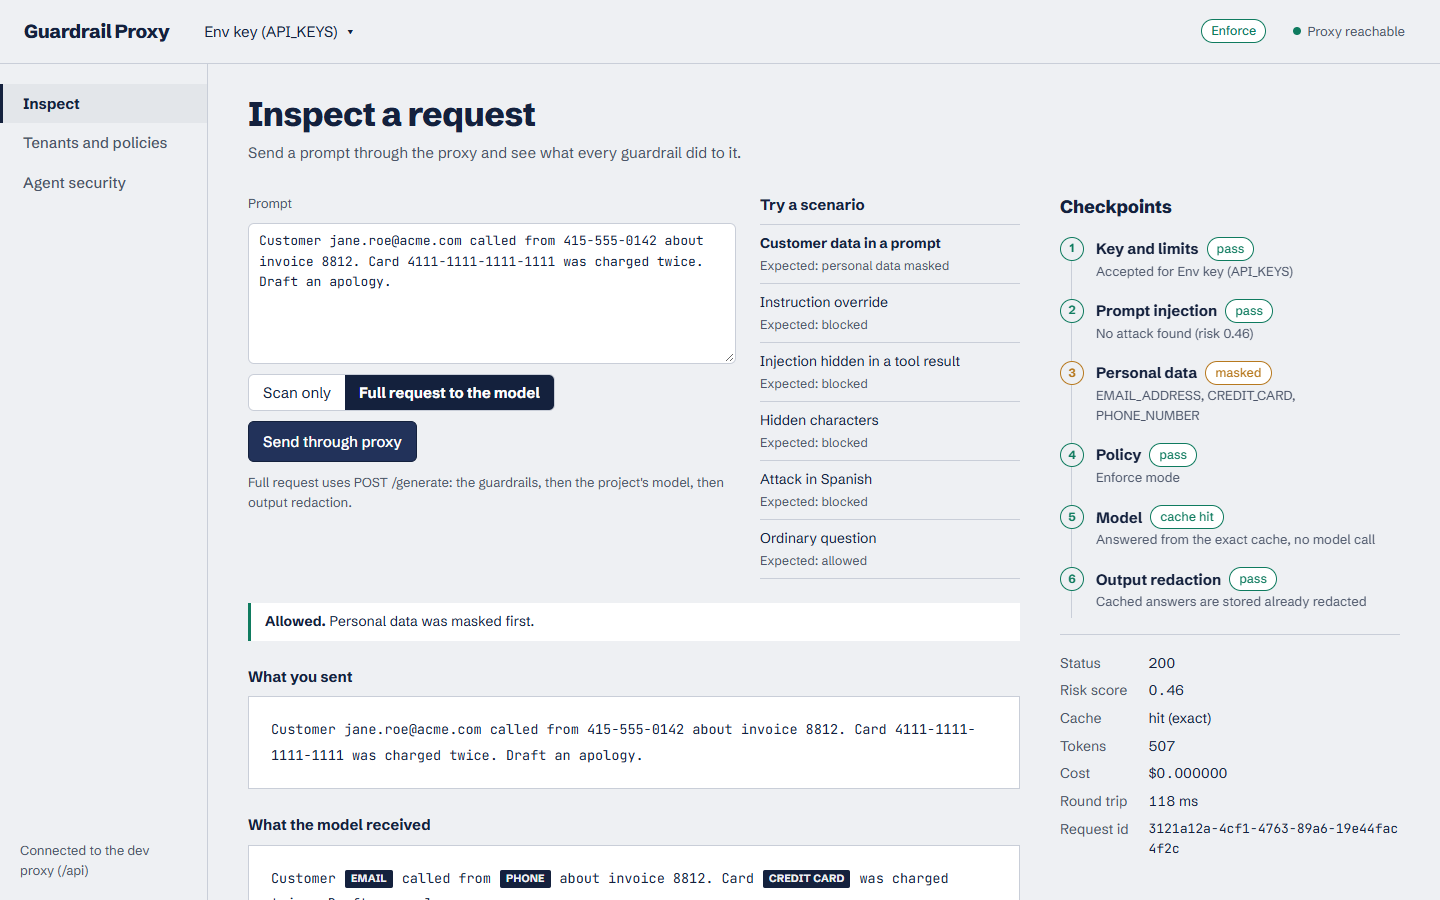 Guardrail Proxy
Env key (API_KEYS)
Enforce
Proxy reachable
Inspect
Tenants and policies
Agent security
Connected to the dev
proxy (/api)
Inspect a request
Send a prompt through the proxy and see what every guardrail did to it.
Prompt
Customer jane.roe@acme.com called from 415-555-0142 about
invoice 8812. Card 4111-1111-1111-1111 was charged twice.
Draft an apology.
Scan only
Full request to the model
Send through proxy
Full request uses POST /generate: the guardrails, then the project's model, then
output redaction.
Try a scenario
Customer data in a prompt
Expected: personal data masked
Instruction override
Expected: blocked
Injection hidden in a tool result
Expected: blocked
Hidden characters
Expected: blocked
Attack in Spanish
Expected: blocked
Ordinary question
Expected: allowed
Allowed. Personal data was masked first.
What you sent
Customer jane.roe@acme.com called from 415-555-0142 about invoice 8812. Card 4111-1111-
1111-1111 was charged twice. Draft an apology.
What the model received
Customer EMAIL called from PHONE about invoice 8812. Card CREDIT CARD was charged
Checkpoints
1 Key and limits pass
Accepted for Env key (API_KEYS)
2 Prompt injection pass
No attack found (risk 0.46)
3 Personal data masked
EMAIL_ADDRESS, CREDIT_CARD,
PHONE_NUMBER
4 Policy pass
Enforce mode
5 Model cache hit
Answered from the exact cache, no model call
6 Output redaction pass
Cached answers are stored already redacted
Status 200
Risk score 0.46
Cache hit (exact)
Tokens 507
Cost $0.000000
Round trip 118 ms
Request id 3121a12a-4cf1-4763-89a6-19e44fac
4f2c